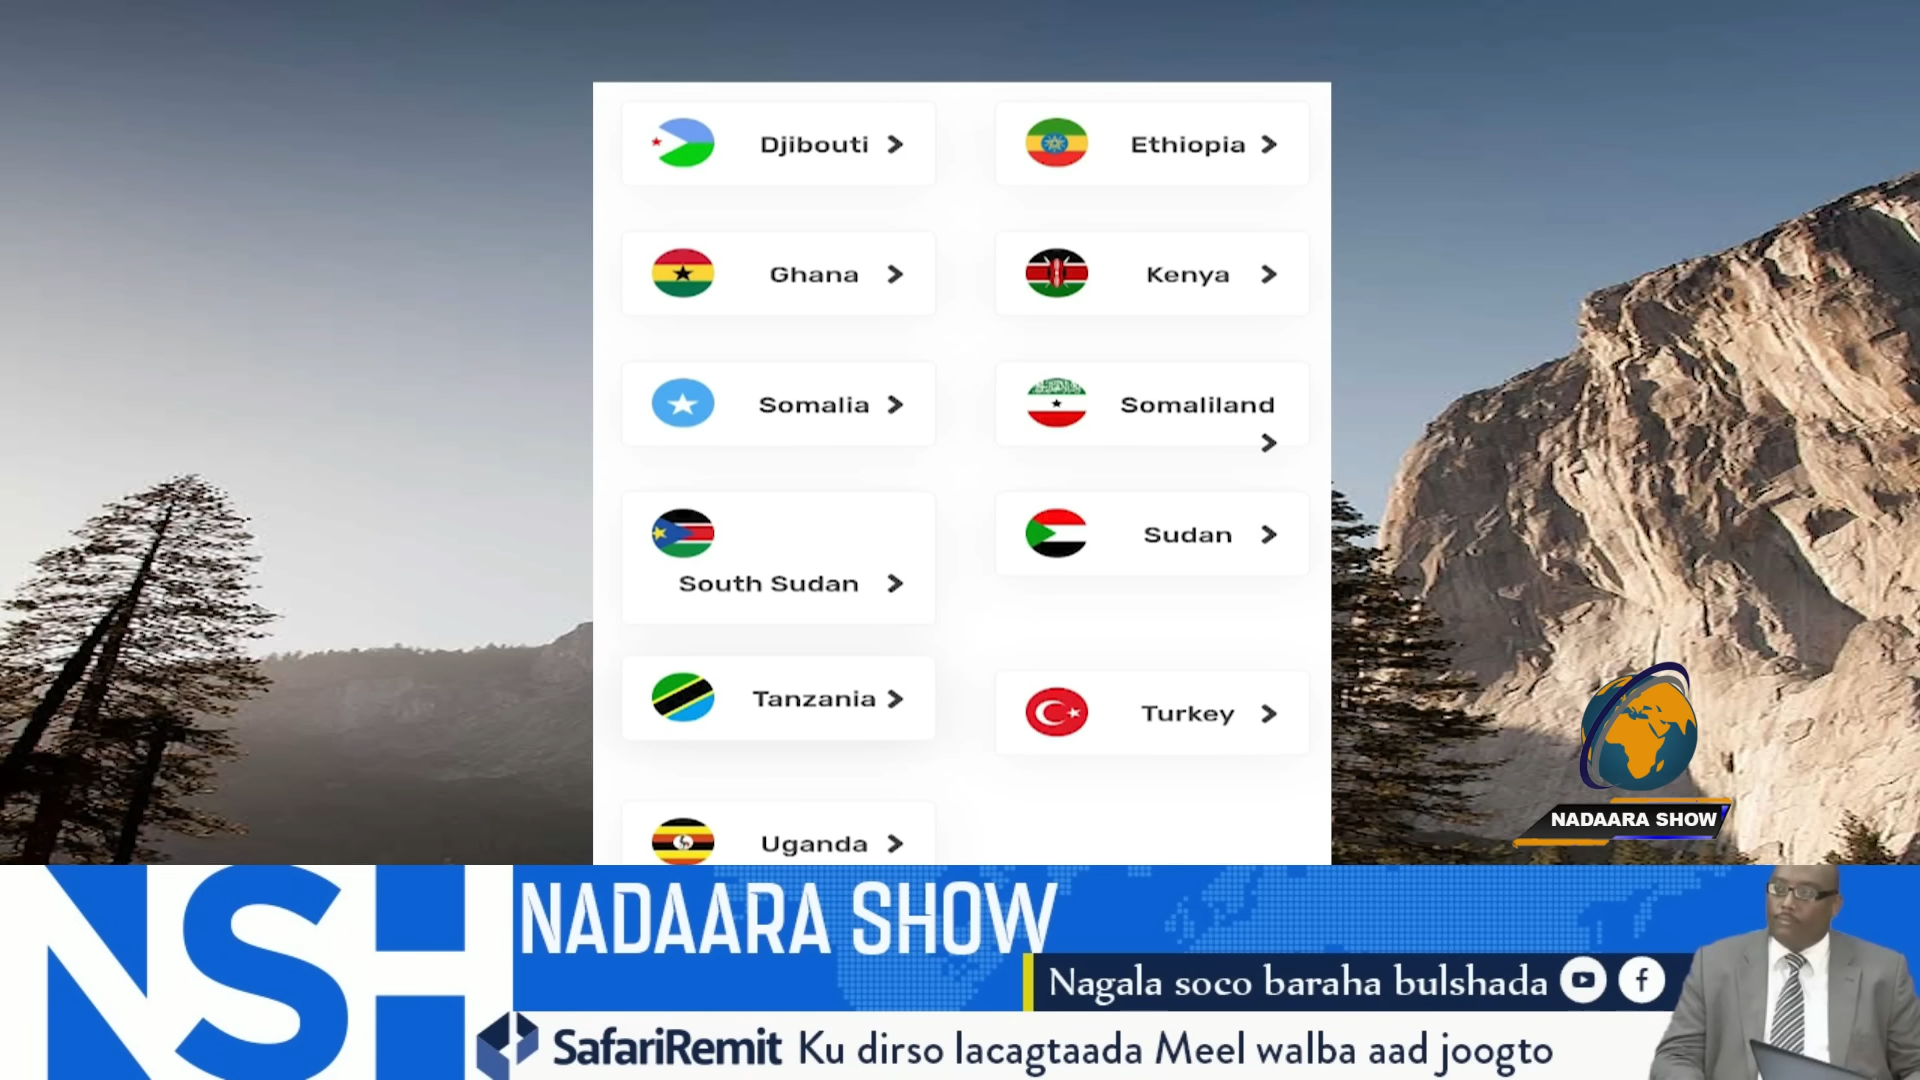 Djibouti
Ethiopia
Ghana
Kenya
Somalia
Somaliland
South Sudan
Sudan
Tanzania
Turkey
Uganda
NADAARA SHOW
NSH
NADAARA SHOW
Nagala soco baraha bulshada
SafariRemit Ku dirso lacagtaada Meel walba aad joogto